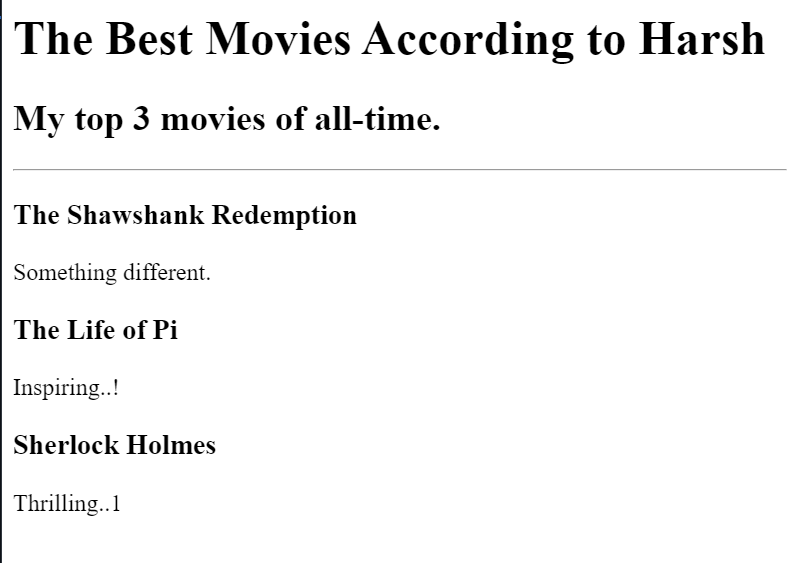 The Best Movies According to Harsh
My top 3 movies of all-time.
The Shawshank Redemption
Something different.
The Life of Pi
Inspiring..!
Sherlock Holmes
Thrilling..1